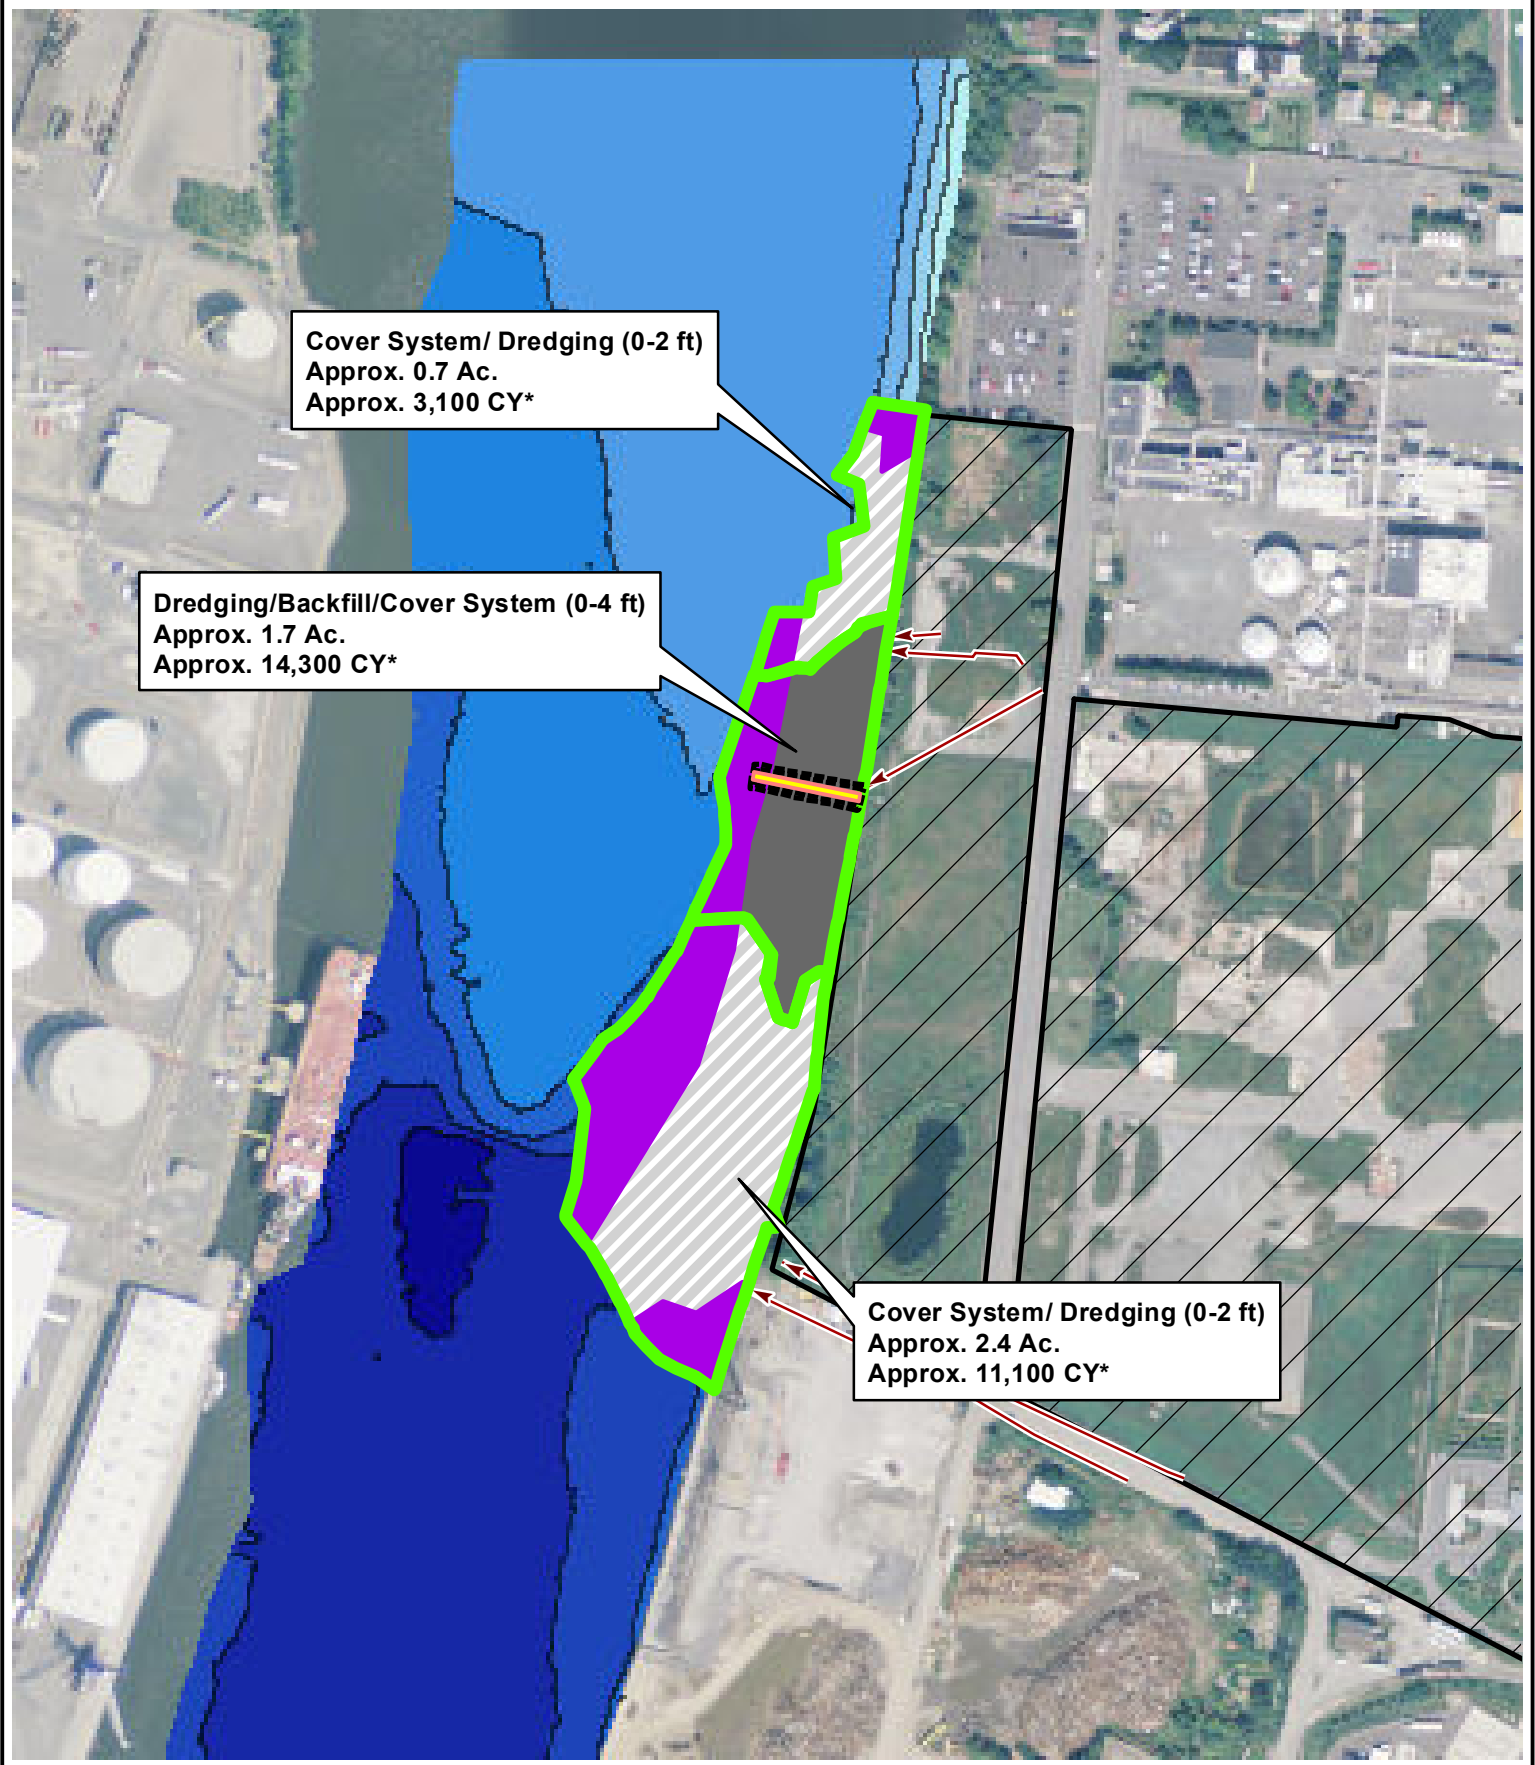 Cover System/ Dredging (0-2 ft)
Approx. 0.7 Ac.
Approx. 3,100 CY*
Dredging/Backfill/Cover System (0-4 ft)
Approx. 1.7 Ac.
Approx. 14,300 CY*
Cover System/ Dredging (0-2 ft)
Approx. 2.4 Ac.
Approx. 11,100 CY*